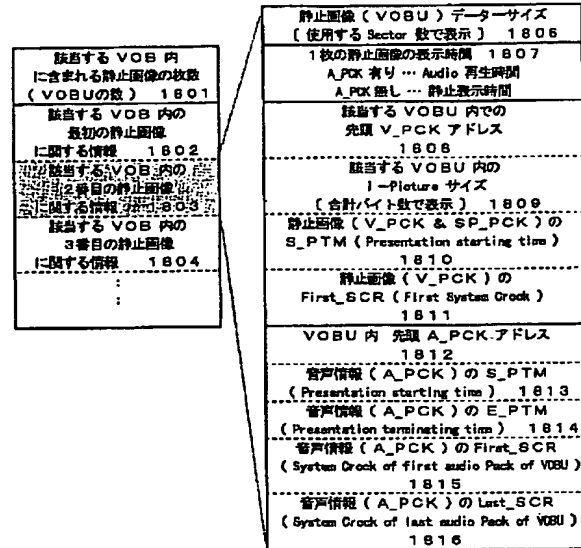 該当する VOB 内
に含まれる静止画像の枚数
( VOBUの数 ) 1801
該当する VOB 内の
最初の静止画像
に関する情報 1802
該当する VOB 内の
2番目の静止画像
に関する情報 1803
該当する VOB 内の
3番目の静止画像
に関する情報 1804
:
:
静止画像 ( VOBU ) データーサイズ
〔 使用する Sector 数で表示 〕 1806
1枚の静止画像の表示時間 1807
A_PCK 有り … Audio 再生時間
A_PCK 無し … 静止表示時間
該当する VOBU 内での
先頭 V_PCK アドレス
1808
該当する VOBU 内の
I-Picture サイズ
〔 合計バイト数で表示 〕 1809
静止画像 ( V_PCK & SP_PCK ) の
S_PTM ( Presentation starting time )
1810
静止画像 ( V_PCK ) の
First_SCR ( First System Crock )
1811
VOBU 内 先頭 A_PCK アドレス
1812
音声情報 ( A_PCK ) の S_PTM
( Presentation starting time ) 1813
音声情報 ( A_PCK ) の E_PTM
( Presentation terminating time ) 1814
音声情報 ( A_PCK ) の First_SCR
( System Crock of first audio Pack of VOBU )
1815
音声情報 ( A_PCK ) の Last_SCR
( System Crock of last audio Pack of VOBU )
1816